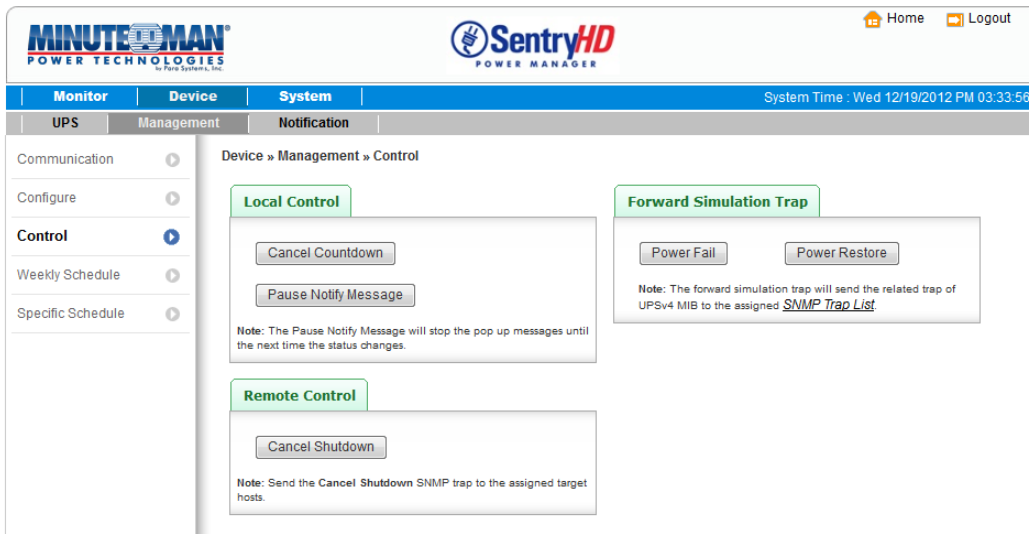 MINUTEMAN®
POWER TECHNOLOGIES
by Para Systems, Inc.
SentryHD
POWER MANAGER
Home
Logout
Monitor
Device
System
System Time : Wed 12/19/2012 PM 03:33:56
UPS
Management
Notification
Communication
Configure
Control
Weekly Schedule
Specific Schedule
Device » Management » Control
Local Control
Cancel Countdown
Pause Notify Message
Note: The Pause Notify Message will stop the pop up messages until
the next time the status changes.
Forward Simulation Trap
Power Fail
Power Restore
Note: The forward simulation trap will send the related trap of
UPSv4 MIB to the assigned SNMP Trap List.
Remote Control
Cancel Shutdown
Note: Send the Cancel Shutdown SNMP trap to the assigned target
hosts.